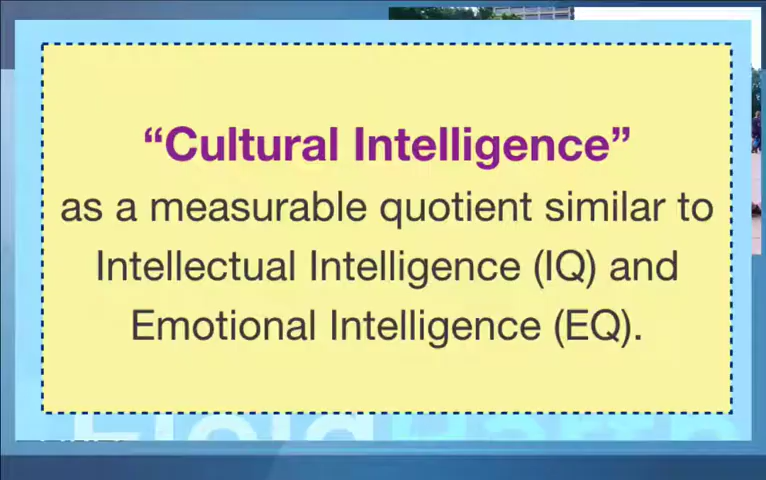 “Cultural Intelligence”
as a measurable quotient similar to
Intellectual Intelligence (IQ) and
Emotional Intelligence (EQ).